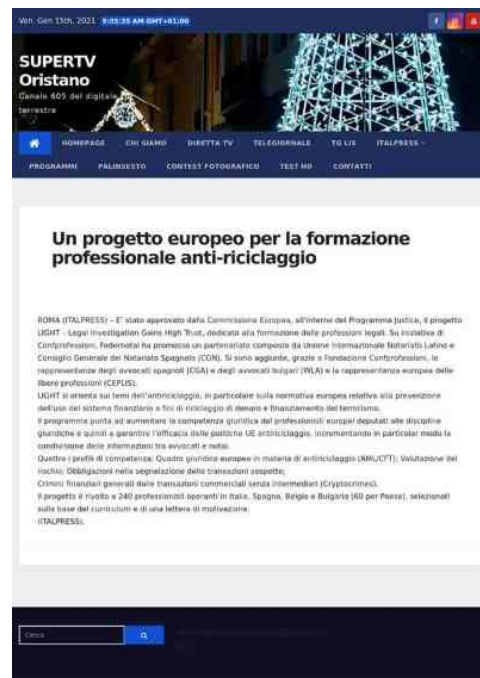 Ven. Gen 15th, 2021 9:05:35 AM GMT+01:00
SUPERTV
Oristano
Canale 605 del digitale
terrestre
HOMEPAGE CHI SIAMO DIRETTA TV TELEGIORNALE TG LIS ITALPRESS
PROGRAMMI PALINSESTO CONTEST FOTOGRAFICO TEST HD CONTATTI
Un progetto europeo per la formazione
professionale anti-riciclaggio
ROMA (ITALPRESS) – E' stato approvato dalla Commissione Europea, all'interno del Programma Justice, il progetto
LIGHT - Legal Investigation Gains High Trust, dedicato alla formazione delle professioni legali. Su iniziativa di
Confprofessioni, Federnotai ha promosso un partenariato composto da Unione Internazionale Notariato Latino e
Consiglio Generale del Notariato Spagnolo (CGN). Si sono aggiunte, grazie a Fondazione Confprofessioni, le
rappresentanze degli avvocati spagnoli (CGA) e degli avvocati bulgari (WLA) e la rappresentanza europea delle
libere professioni (CEPLIS).
LIGHT si orienta sui temi dell'antiriciclaggio, in particolare sulla normativa europea relativa alla prevenzione
dell'uso del sistema finanziario a fini di riciclaggio di denaro e finanziamento del terrorismo.
Il programma punta ad aumentare la competenza giuridica dei professionisti europei deputati alle discipline
giuridiche e quindi a garantire l'efficacia delle politiche UE antiriciclaggio, incrementando in particolar modo la
condivisione delle informazioni tra avvocati e notai.
Quattro i profili di competenza: Quadro giuridico europeo in materia di antiriciclaggio (AML/CTF); Valutazione del
rischio; Obbligazioni nella segnalazione delle transazioni sospette;
Crimini finanziari generati dalle transazioni commerciali senza intermediari (Cryptocrimes).
Il progetto è rivolto a 240 professionisti operanti in Italia, Spagna, Belgio e Bulgaria (60 per Paese), selezionati
sulla base del curriculum e di una lettera di motivazione.
(ITALPRESS).
Cerca